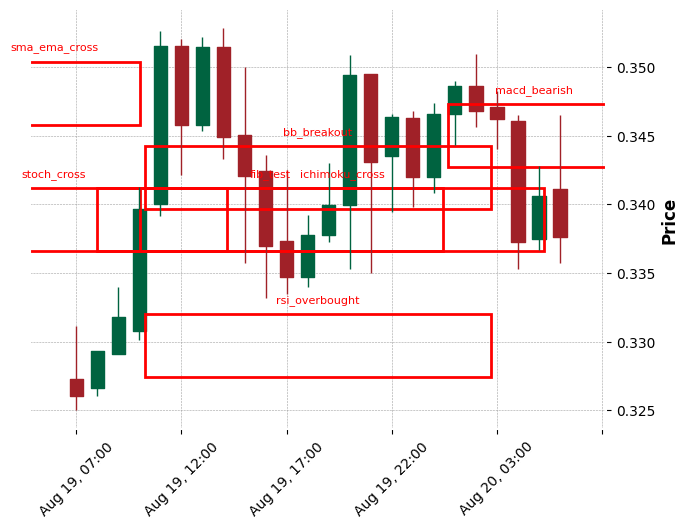 sma_ema_cross
macd_bearish
bb_breakout
stoch_cross
ichimoku_cross
rsi_overbought
0.350
0.345
0.340
0.335
0.330
0.325
Price
Aug 19, 07:00
Aug 19, 12:00
Aug 19, 17:00
Aug 19, 22:00
Aug 20, 03:00